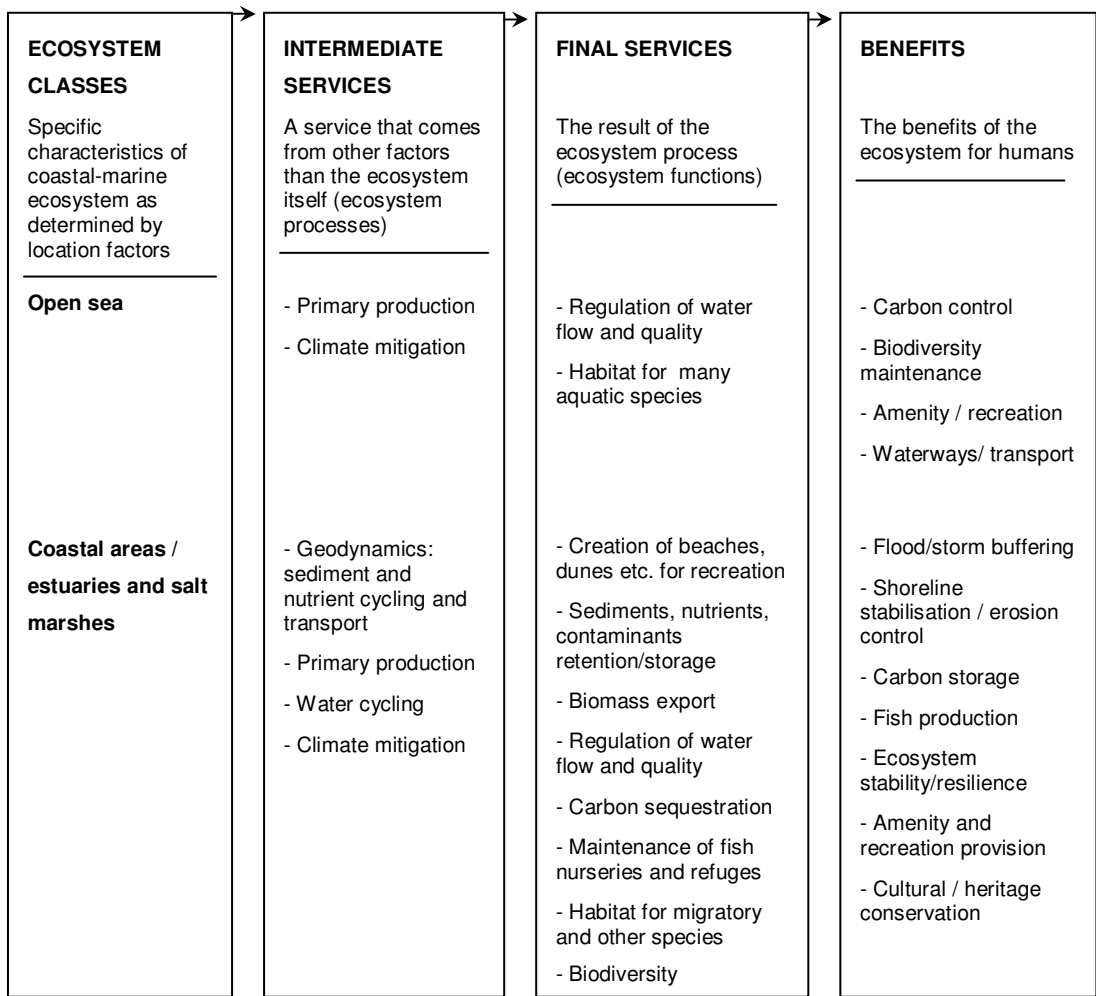 ECOSYSTEM
CLASSES
Specific
characteristics of
coastal-marine
ecosystem as
determined by
location factors
Open sea
Coastal areas /
estuaries and salt
marshes
INTERMEDIATE
SERVICES
A service that comes
from other factors
than the ecosystem
itself (ecosystem
processes)
- Primary production
- Climate mitigation
- Geodynamics:
sediment and
nutrient cycling and
transport
- Primary production
- Water cycling
- Climate mitigation
FINAL SERVICES
The result of the
ecosystem process
(ecosystem functions)
- Regulation of water
flow and quality
- Habitat for many
aquatic species
- Creation of beaches,
dunes etc. for recreation
- Sediments, nutrients,
contaminants
retention/storage
- Biomass export
- Regulation of water
flow and quality
- Carbon sequestration
- Maintenance of fish
nurseries and refuges
- Habitat for migratory
and other species
- Biodiversity
BENEFITS
The benefits of the
ecosystem for humans
- Carbon control
- Biodiversity
maintenance
- Amenity / recreation
- Waterways/ transport
- Flood/storm buffering
- Shoreline
stabilisation / erosion
control
- Carbon storage
- Fish production
- Ecosystem
stability/resilience
- Amenity and
recreation provision
- Cultural / heritage
conservation